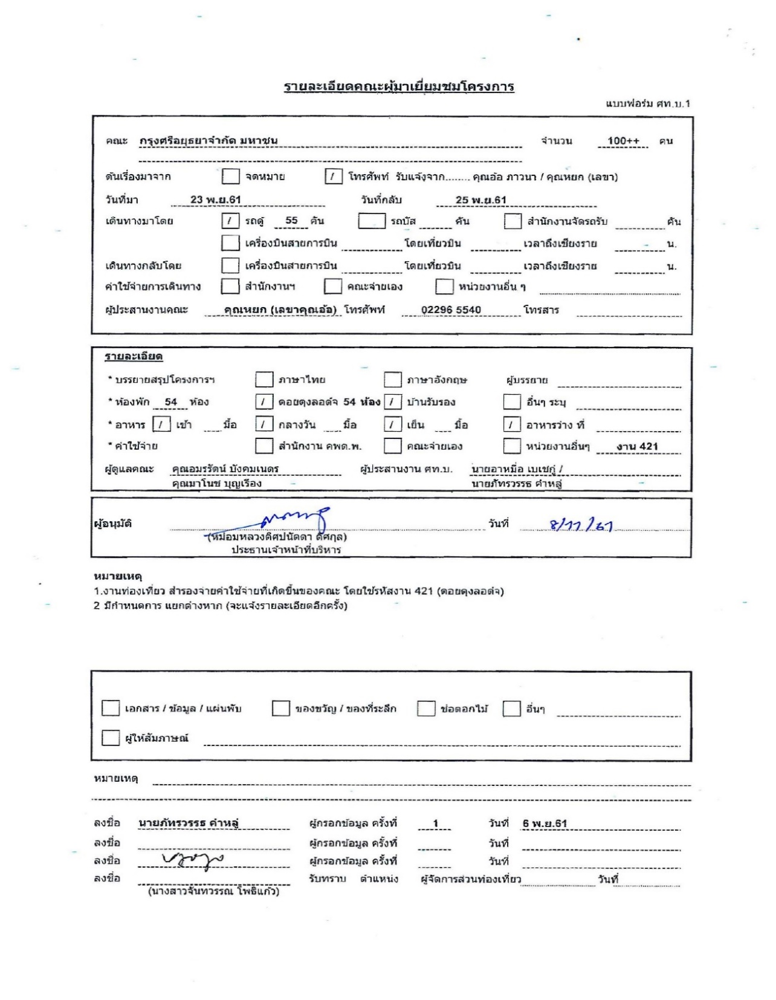 รายละเอียดคณะผู้มาเยี่ยมชมโครงการ
แบบฟอร์ม ศท.บ.1
คณะ กรุงศรีอยุธยาจำกัด มหาชน จำนวน 100++ คน
ต้นเรื่องมาจาก จดหมาย / โทรศัพท์ รับแจ้งจาก........ คุณอ้อ ภาวนา / คุณหยก (เลขา)
วันที่มา 23 พ.ย.61 วันที่กลับ 25 พ.ย.61
เดินทางมาโดย / รถตู้ 55 คัน รถบัส คัน สำนักงานจัดรถรับ คัน
เครื่องบินสายการบิน โดยเที่ยวบิน เวลาถึงเชียงราย น.
เดินทางกลับโดย เครื่องบินสายการบิน โดยเที่ยวบิน เวลาถึงเชียงราย น.
ค่าใช้จ่ายการเดินทาง สำนักงานฯ คณะจ่ายเอง หน่วยงานอื่น ๆ
ผู้ประสานงานคณะ คุณหยก (เลขาคุณอ้อ) โทรศัพท์ 02296 5540 โทรสาร
รายละเอียด
* บรรยายสรุปโครงการฯ ภาษาไทย ภาษาอังกฤษ ผู้บรรยาย
* ห้องพัก 54 ห้อง / ดอยตุงลอดจ์ 54 ห้อง / บ้านรับรอง อื่นๆ ระบุ
* อาหาร / เช้า มื้อ / กลางวัน มื้อ / เย็น มื้อ / อาหารว่าง ที่
* ค่าใช้จ่าย สำนักงาน คพด.พ. คณะจ่ายเอง หน่วยงานอื่นๆ งาน 421
ผู้ดูแลคณะ คุณอมรรัตน์ บังคมเนตร ผู้ประสานงาน ศท.บ. นายอาหมื่อ เบเชกู่ /
คุณมาโนช บุญเรือง นายภัทรวรรธ คำหลู่
ผู้อนุมัติ วันที่ 8/11/61
(หม่อมหลวงดิศปนัดดา ดิศกุล)
ประธานเจ้าหน้าที่บริหาร
หมายเหตุ
1.งานท่องเที่ยว สำรองจ่ายค่าใช้จ่ายที่เกิดขึ้นของคณะ โดยใช้รหัสงาน 421 (ดอยตุงลอดจ์)
2 มีกำหนดการ แยกต่างหาก (จะแจ้งรายละเอียดอีกครั้ง)
เอกสาร / ข้อมูล / แผ่นพับ ของขวัญ / ของที่ระลึก ช่อดอกไม้ อื่นๆ
ผู้ให้สัมภาษณ์
หมายเหตุ
ลงชื่อ นายภัทรวรรธ คำหลู่ ผู้กรอกข้อมูล ครั้งที่ 1 วันที่ 6 พ.ย.61
ลงชื่อ ผู้กรอกข้อมูล ครั้งที่ วันที่
ลงชื่อ ผู้กรอกข้อมูล ครั้งที่ วันที่
ลงชื่อ รับทราบ ตำแหน่ง ผู้จัดการส่วนท่องเที่ยว วันที่
(นางสาวจันทวรรณ โพธิแก้ว)